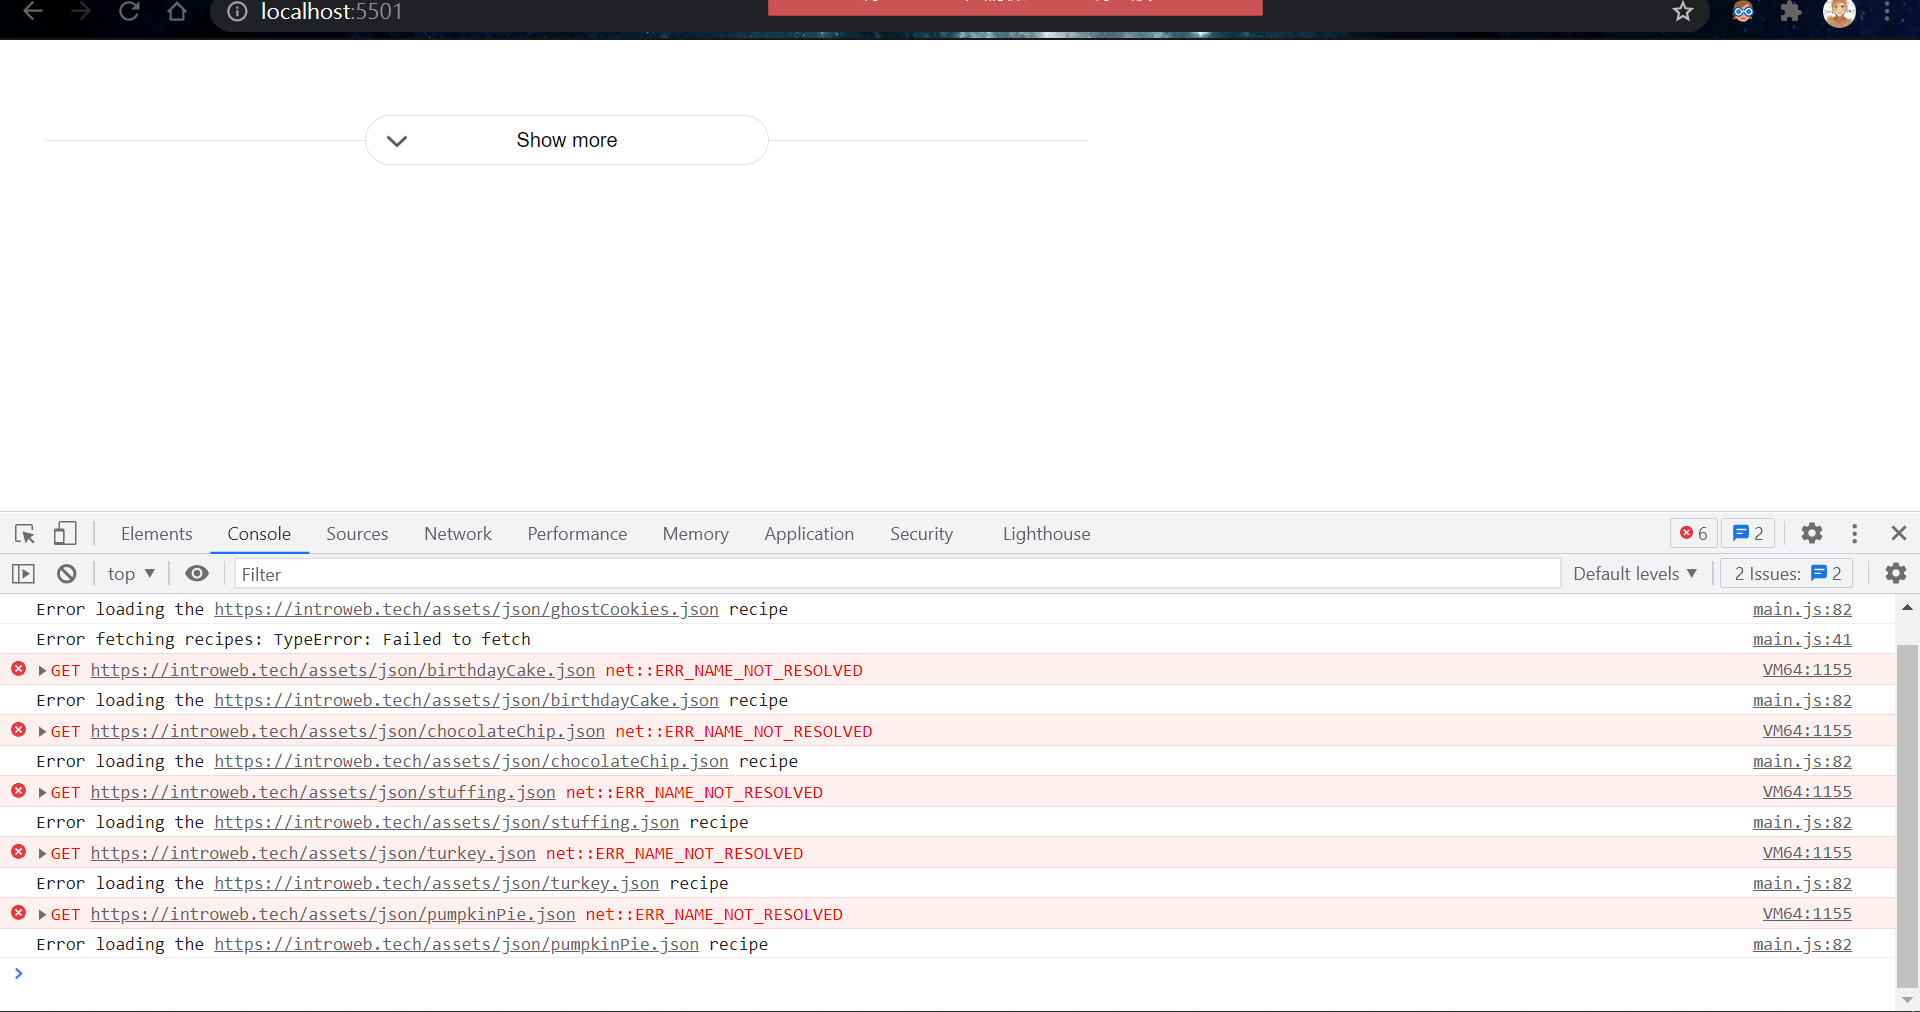 localhost:5501
Show more
Elements Console Sources Network Performance Memory Application Security Lighthouse 6 2
top Filter Default levels 2 Issues: 2
Error loading the https://introweb.tech/assets/json/ghostCookies.json recipe main.js:82
Error fetching recipes: TypeError: Failed to fetch main.js:41
GET https://introweb.tech/assets/json/birthdayCake.json net::ERR_NAME_NOT_RESOLVED VM64:1155
Error loading the https://introweb.tech/assets/json/birthdayCake.json recipe main.js:82
GET https://introweb.tech/assets/json/chocolateChip.json net::ERR_NAME_NOT_RESOLVED VM64:1155
Error loading the https://introweb.tech/assets/json/chocolateChip.json recipe main.js:82
GET https://introweb.tech/assets/json/stuffing.json net::ERR_NAME_NOT_RESOLVED VM64:1155
Error loading the https://introweb.tech/assets/json/stuffing.json recipe main.js:82
GET https://introweb.tech/assets/json/turkey.json net::ERR_NAME_NOT_RESOLVED VM64:1155
Error loading the https://introweb.tech/assets/json/turkey.json recipe main.js:82
GET https://introweb.tech/assets/json/pumpkinPie.json net::ERR_NAME_NOT_RESOLVED VM64:1155
Error loading the https://introweb.tech/assets/json/pumpkinPie.json recipe main.js:82